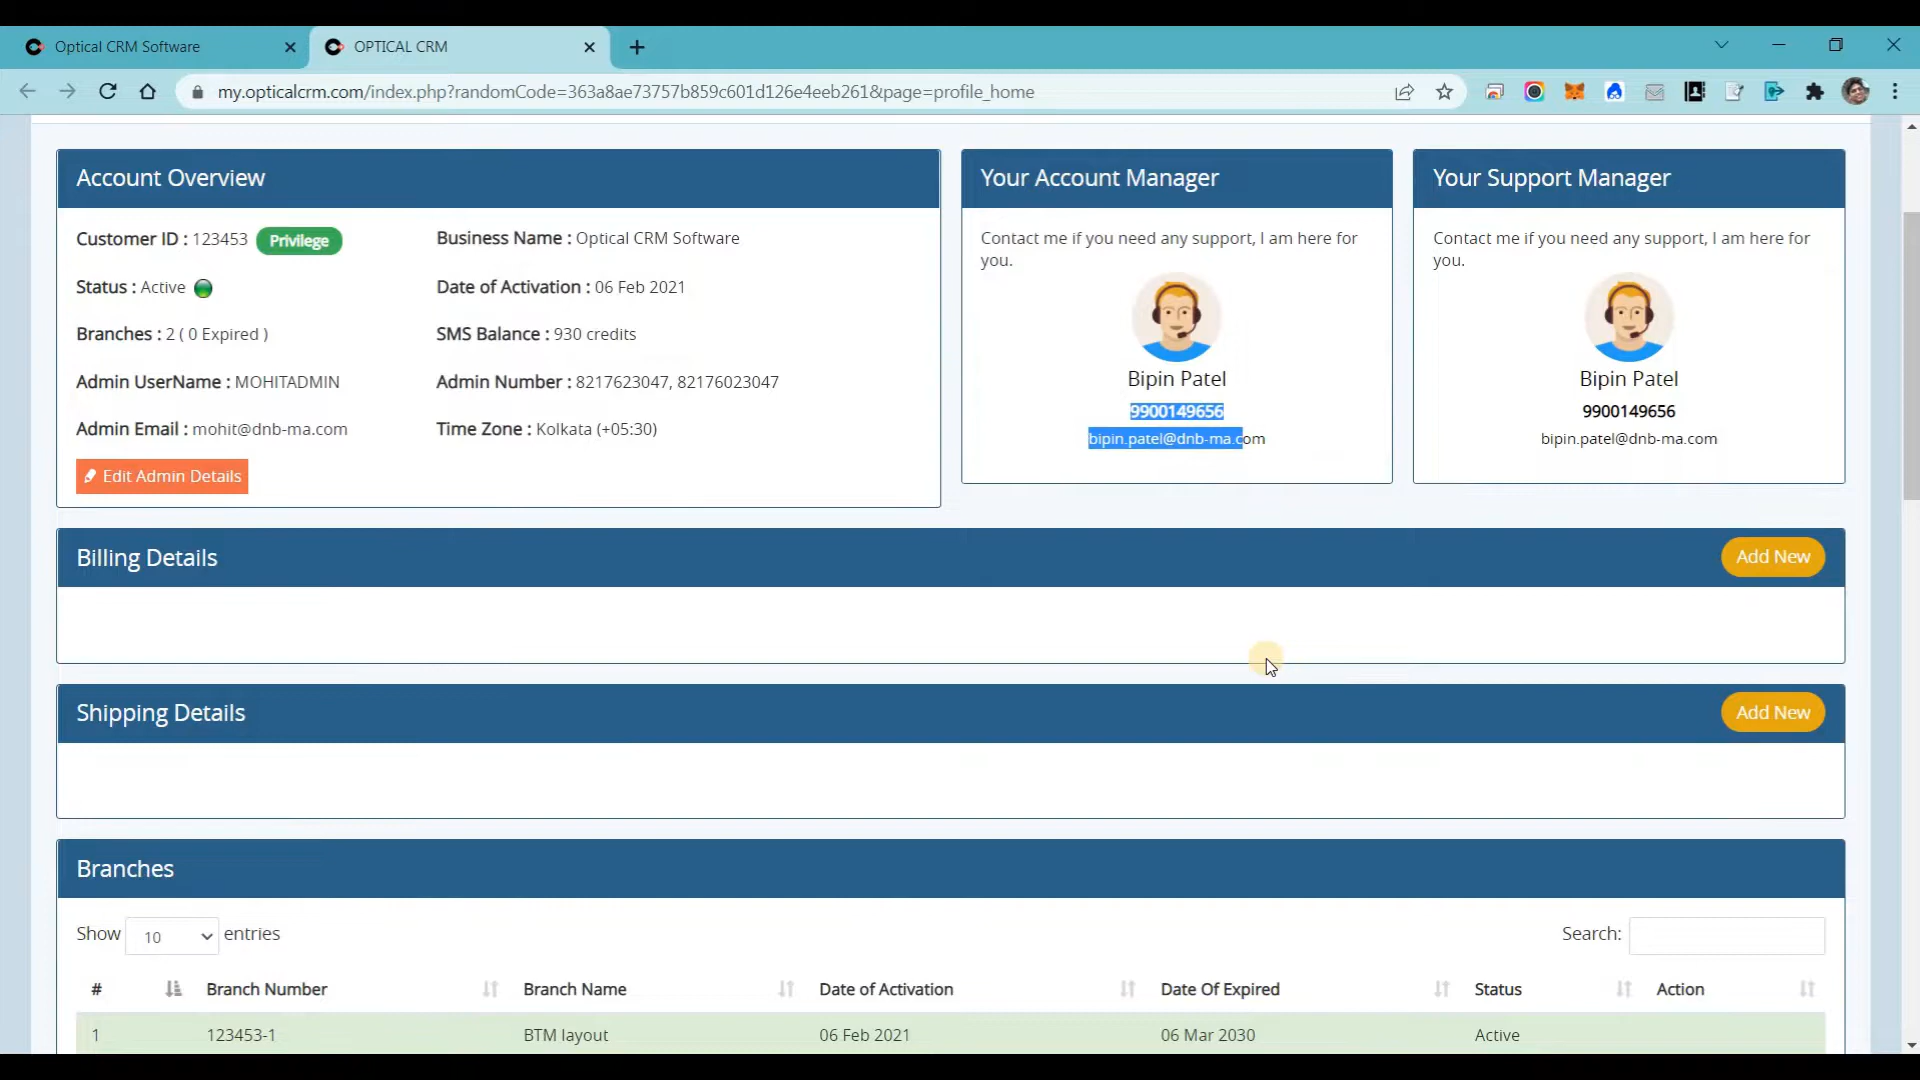 Optical CRM Software
OPTICAL CRM
my.opticalcrm.com/index.php?randomCode=363a8ae73757b859c601d126e4eeb261&page=profile_home
Account Overview
Customer ID : 123453 Privilege
Business Name : Optical CRM Software
Status : Active
Date of Activation : 06 Feb 2021
Branches : 2 ( 0 Expired )
SMS Balance : 930 credits
Admin UserName : MOHITADMIN
Admin Number : 8217623047, 82176023047
Admin Email : mohit@dnb-ma.com
Time Zone : Kolkata (+05:30)
Edit Admin Details
Your Account Manager
Contact me if you need any support, I am here for
you.
Bipin Patel
9900149656
bipin.patel@dnb-ma.com
Your Support Manager
Contact me if you need any support, I am here for
you.
Bipin Patel
9900149656
bipin.patel@dnb-ma.com
Billing Details
Add New
Shipping Details
Add New
Branches
Show 10 entries
Search:
# Branch Number Branch Name Date of Activation Date Of Expired Status Action
1 123453-1 BTM layout 06 Feb 2021 06 Mar 2030 Active